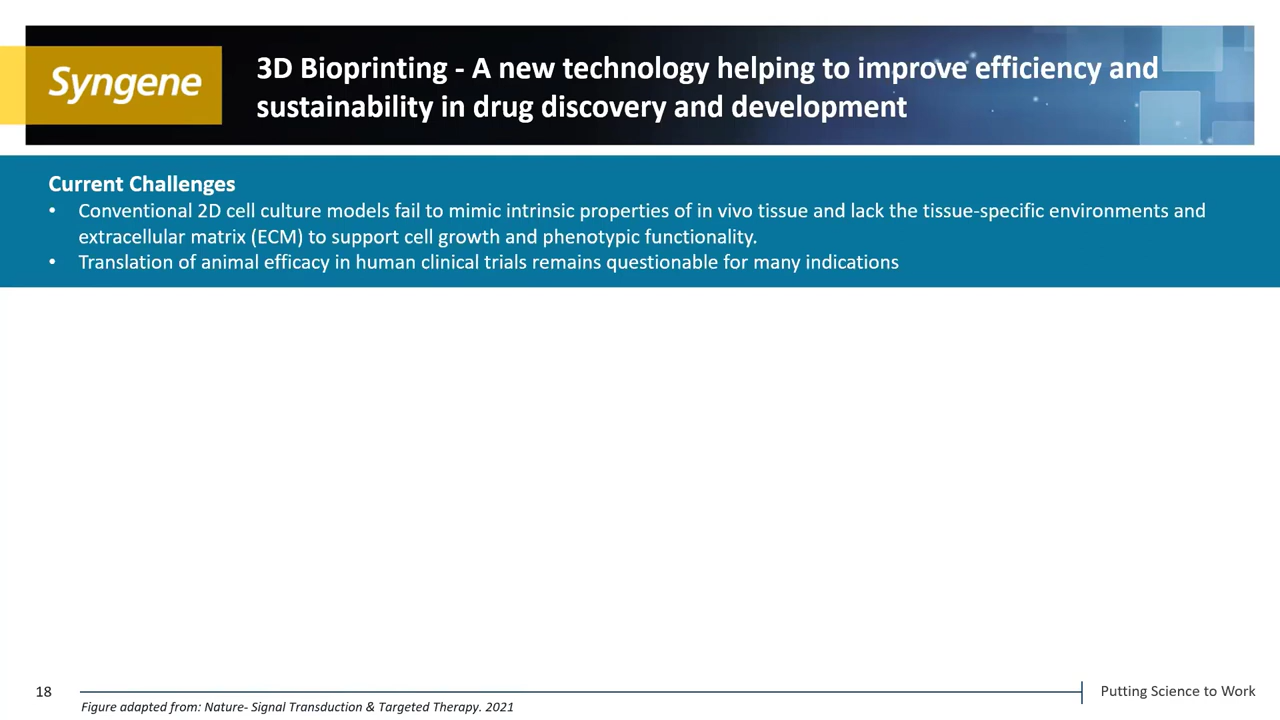 Syngene
3D Bioprinting - A new technology helping to improve efficiency and
sustainability in drug discovery and development
Current Challenges
• Conventional 2D cell culture models fail to mimic intrinsic properties of in vivo tissue and lack the tissue-specific environments and
extracellular matrix (ECM) to support cell growth and phenotypic functionality.
• Translation of animal efficacy in human clinical trials remains questionable for many indications
18
Putting Science to Work
Figure adapted from: Nature- Signal Transduction & Targeted Therapy. 2021